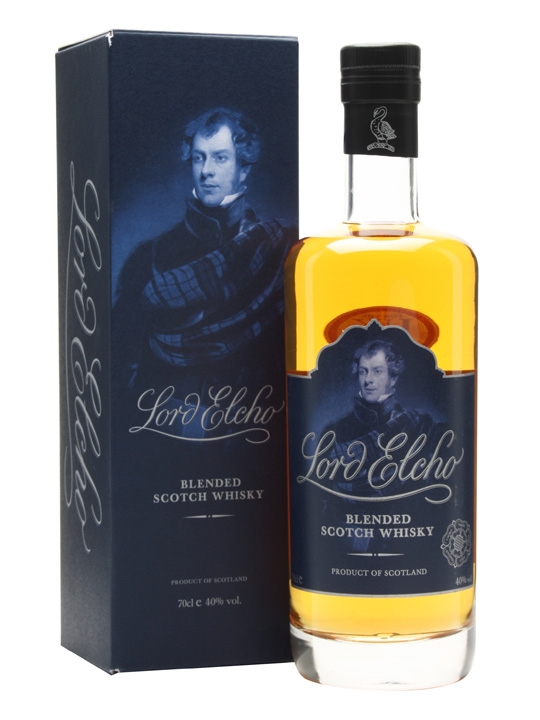 Lord Elcho
Lord Elcho
BLENDED
SCOTCH WHISKY
PRODUCT OF SCOTLAND
70cl e 40% vol.
Lord Elcho
BLENDED
SCOTCH WHISKY
PRODUCT OF SCOTLAND
40%